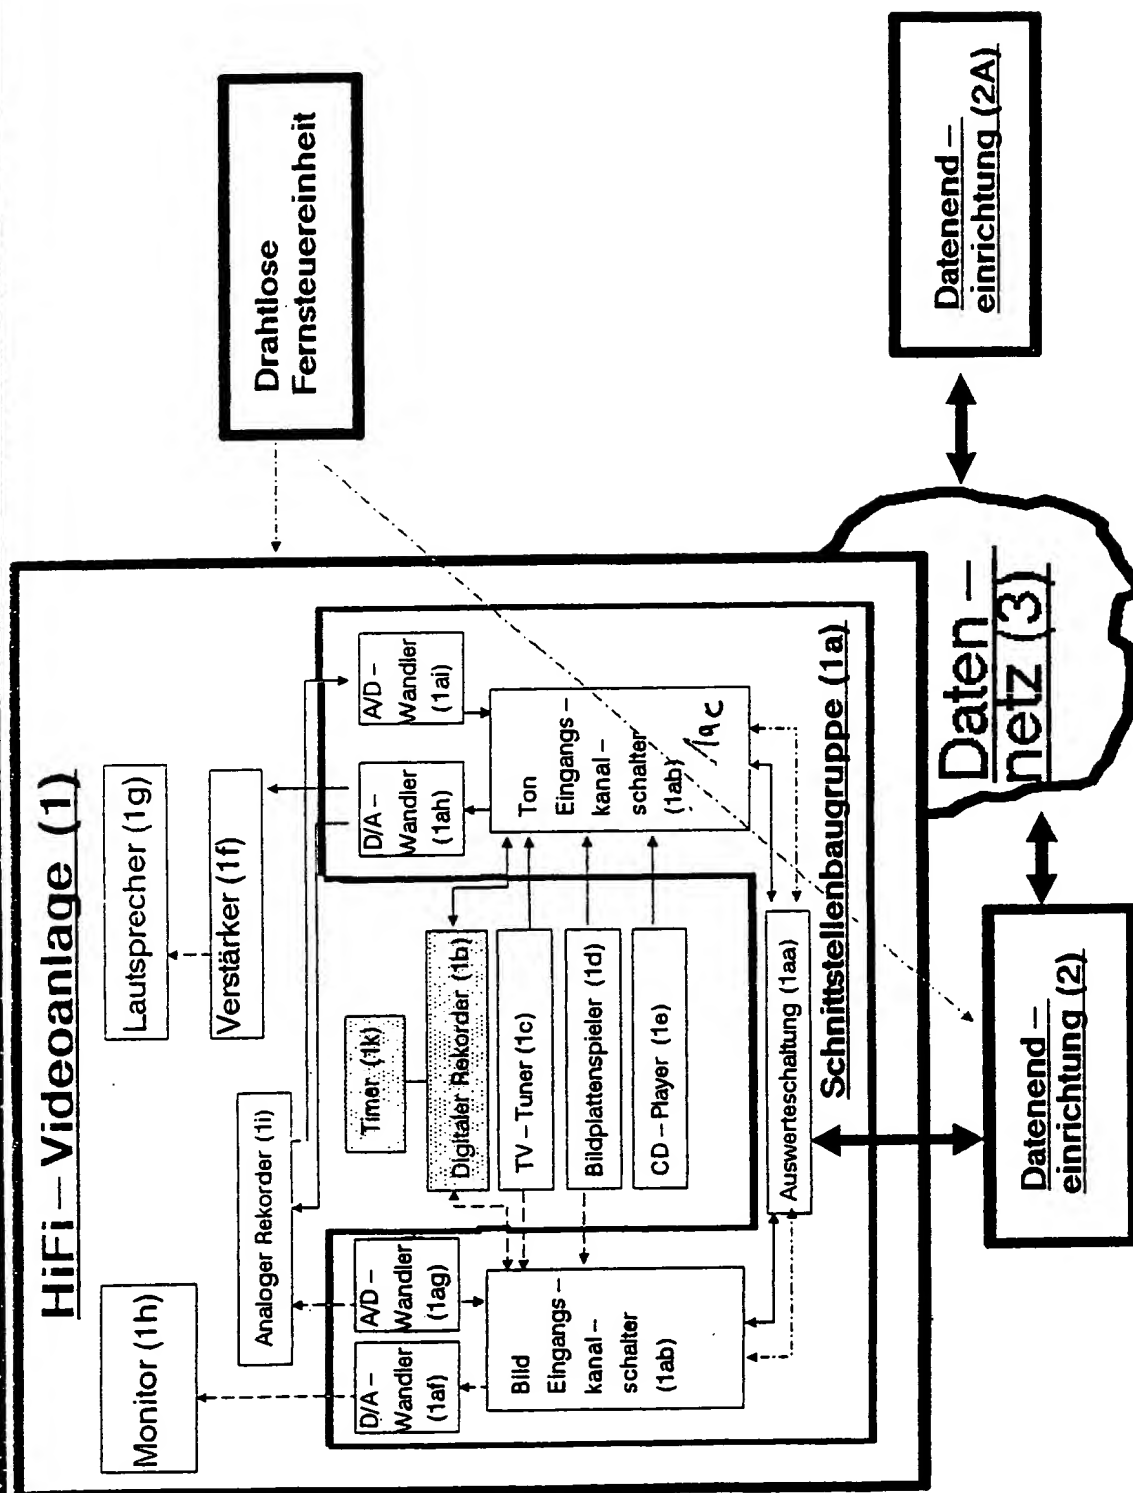 HiFi – Videoanlage (1)
Monitor (1h)
Analoger Rekorder (1i)
Lautsprecher (1g)
Verstärker (1f)
Drahtlose
Fernsteuereinheit
Timer (1k)
Digitaler Rekorder (1b)
TV – Tuner (1c)
Bildplattenspieler (1d)
CD – Player (1e)
D/A –
Wandler
(1af)
A/D –
Wandler
(1ag)
D/A –
Wandler
(1ah)
A/D –
Wandler
(1ai)
Bild
Eingangs –
kanal –
schalter
(1ab)
Ton
Eingangs –
kanal –
schalter
(1ab)
1ac
Auswerteschaltung (1aa)
Schnittstellenbaugruppe (1a)
Datenend –
einrichtung (2)
Daten –
netz (3)
Datenend –
einrichtung (2A)